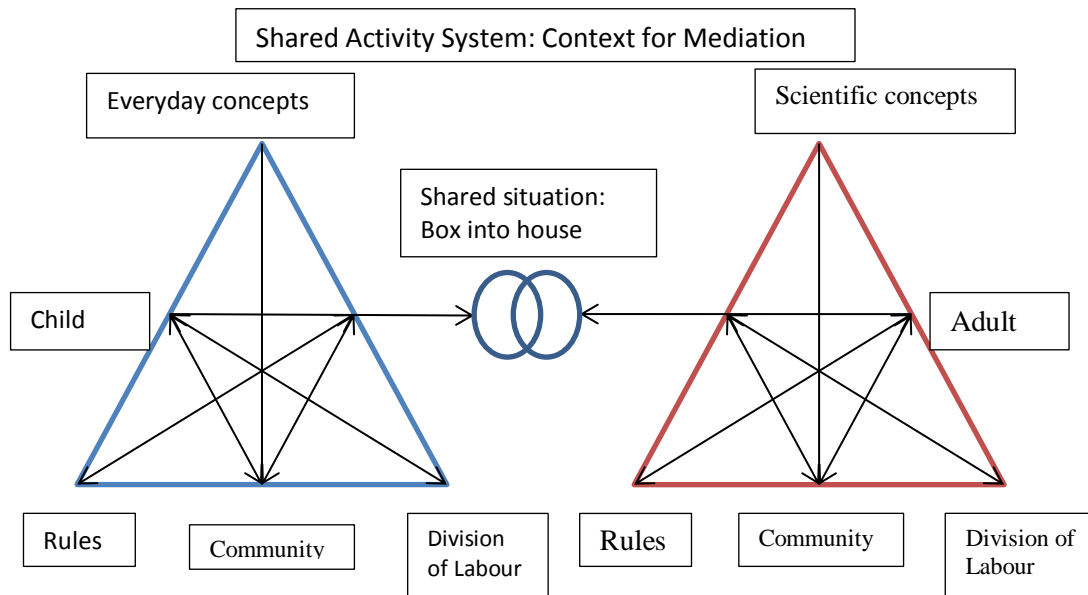 Shared Activity System: Context for Mediation
Everyday concepts
Scientific concepts
Shared situation:
Box into house
Child
Adult
Rules
Community
Division
of Labour
Rules
Community
Division of
Labour